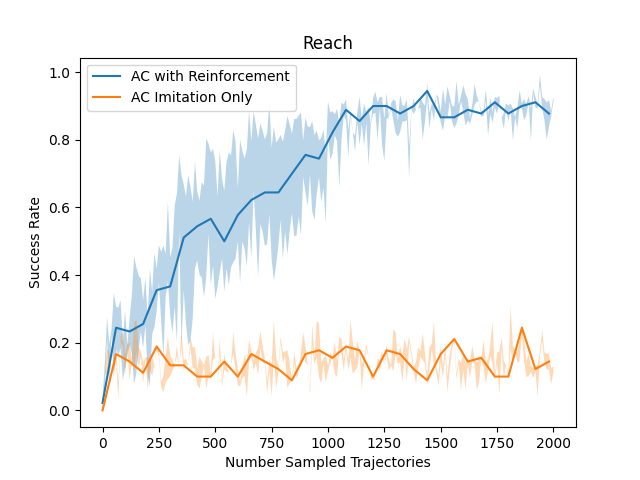 Reach
AC with Reinforcement
AC Imitation Only
Success Rate
1.0
0.8
0.6
0.4
0.2
0.0
0 250 500 750 1000 1250 1500 1750 2000
Number Sampled Trajectories